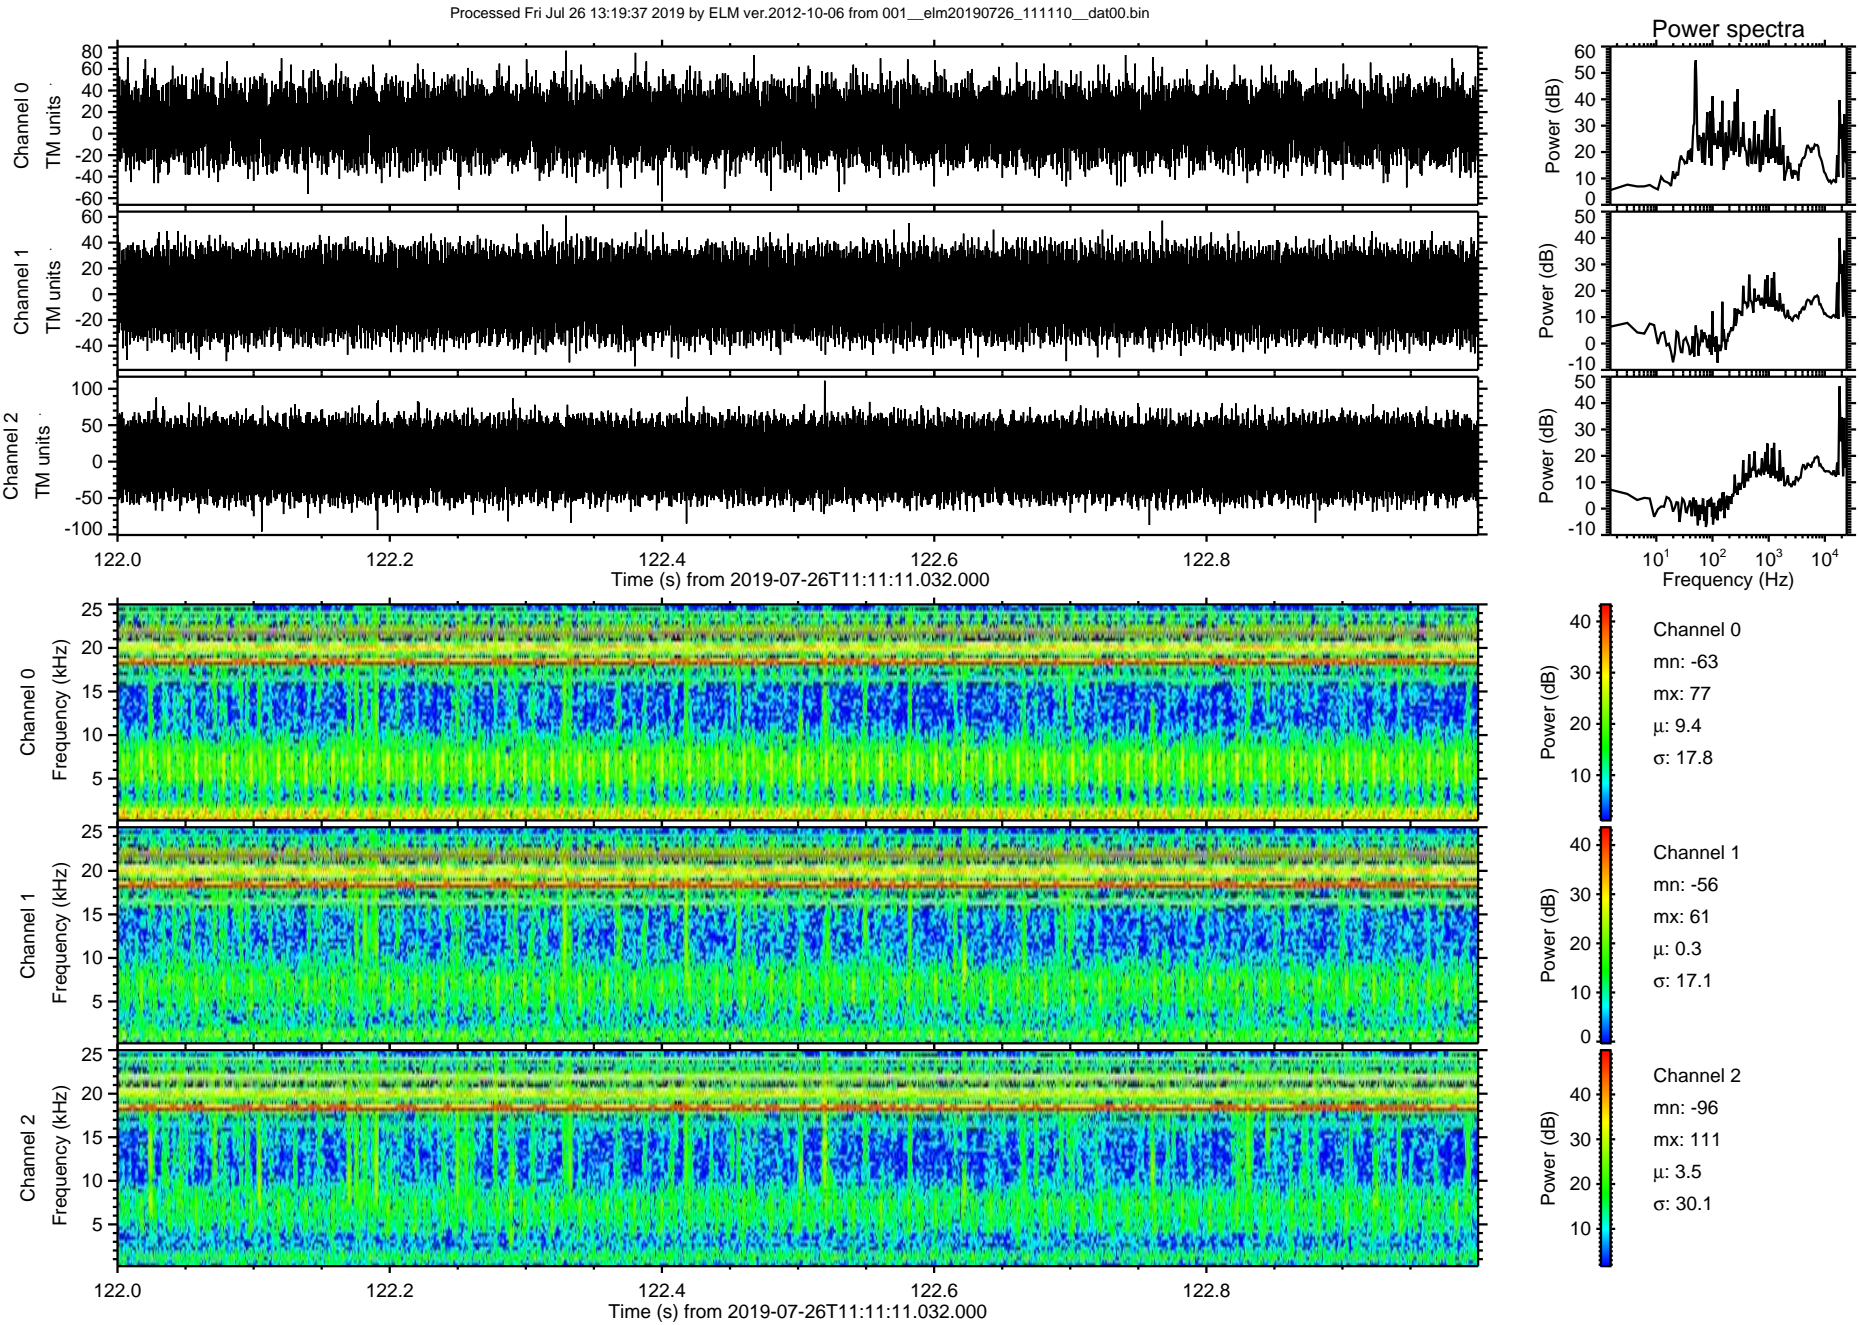 Processed Fri Jul 26 13:19:37 2019 by ELM ver.2012-10-06 from 001__elm20190726_111110__dat00.bin
Power spectra
Channel 0
TM units
80
60
40
20
0
-20
-40
-60
Power (dB)
60
50
40
30
20
10
0
Channel 1
TM units
60
40
20
0
-20
-40
Power (dB)
50
40
30
20
10
0
-10
Channel 2
TM units
100
50
0
-50
-100
Power (dB)
50
40
30
20
10
0
-10
122.0 122.2 122.4 122.6 122.8
Time (s) from 2019-07-26T11:11:11.032.000
10^1 10^2 10^3 10^4
Frequency (Hz)
Channel 0
Frequency (kHz)
25
20
15
10
5
Power (dB)
40
30
20
10
Channel 0
mn: -63
mx: 77
μ: 9.4
σ: 17.8
Channel 1
Frequency (kHz)
25
20
15
10
5
Power (dB)
40
30
20
10
0
Channel 1
mn: -56
mx: 61
μ: 0.3
σ: 17.1
Channel 2
Frequency (kHz)
25
20
15
10
5
Power (dB)
40
30
20
10
Channel 2
mn: -96
mx: 111
μ: 3.5
σ: 30.1
122.0 122.2 122.4 122.6 122.8
Time (s) from 2019-07-26T11:11:11.032.000